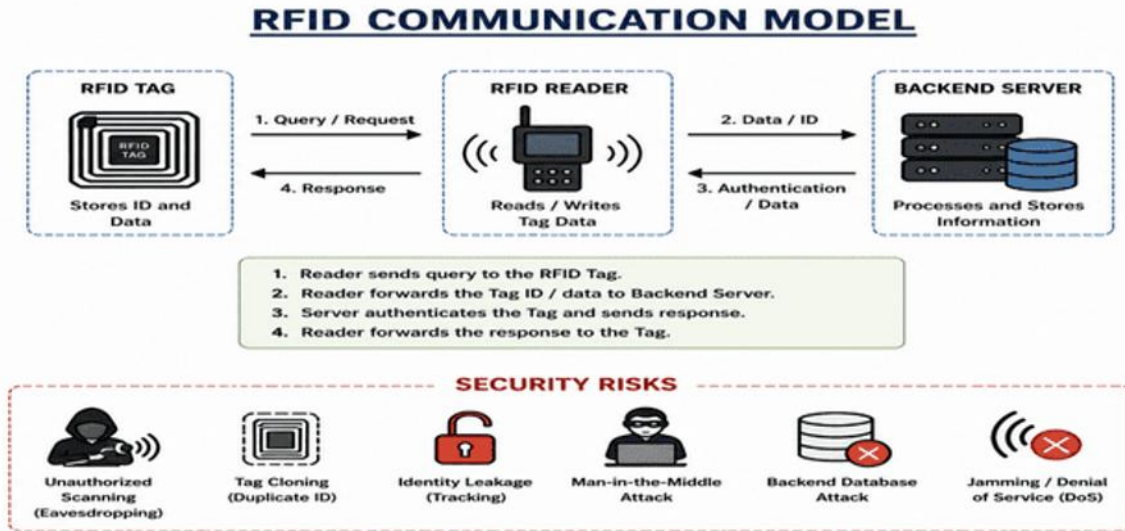 RFID COMMUNICATION MODEL
RFID TAG
RFID
TAG
Stores ID and
Data
1. Query / Request
4. Response
RFID READER
Reads / Writes
Tag Data
2. Data / ID
3. Authentication
/ Data
BACKEND SERVER
Processes and Stores
Information
1. Reader sends query to the RFID Tag.
2. Reader forwards the Tag ID / data to Backend Server.
3. Server authenticates the Tag and sends response.
4. Reader forwards the response to the Tag.
SECURITY RISKS
Unauthorized
Scanning
(Eavesdropping)
Tag Cloning
(Duplicate ID)
Identity Leakage
(Tracking)
Man-in-the-Middle
Attack
Backend Database
Attack
Jamming / Denial
of Service (DoS)